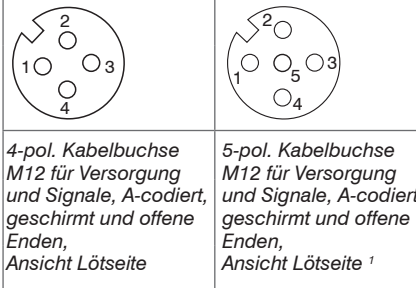 2
1
3
4
2
1
5
3
4
4-pol. Kabelbuchse
M12 für Versorgung
und Signale, A-codiert,
geschirmt und offene
Enden,
Ansicht Lötseite
5-pol. Kabelbuchse
M12 für Versorgung
und Signale, A-codiert
geschirmt und offene
Enden,
Ansicht Lötseite ¹